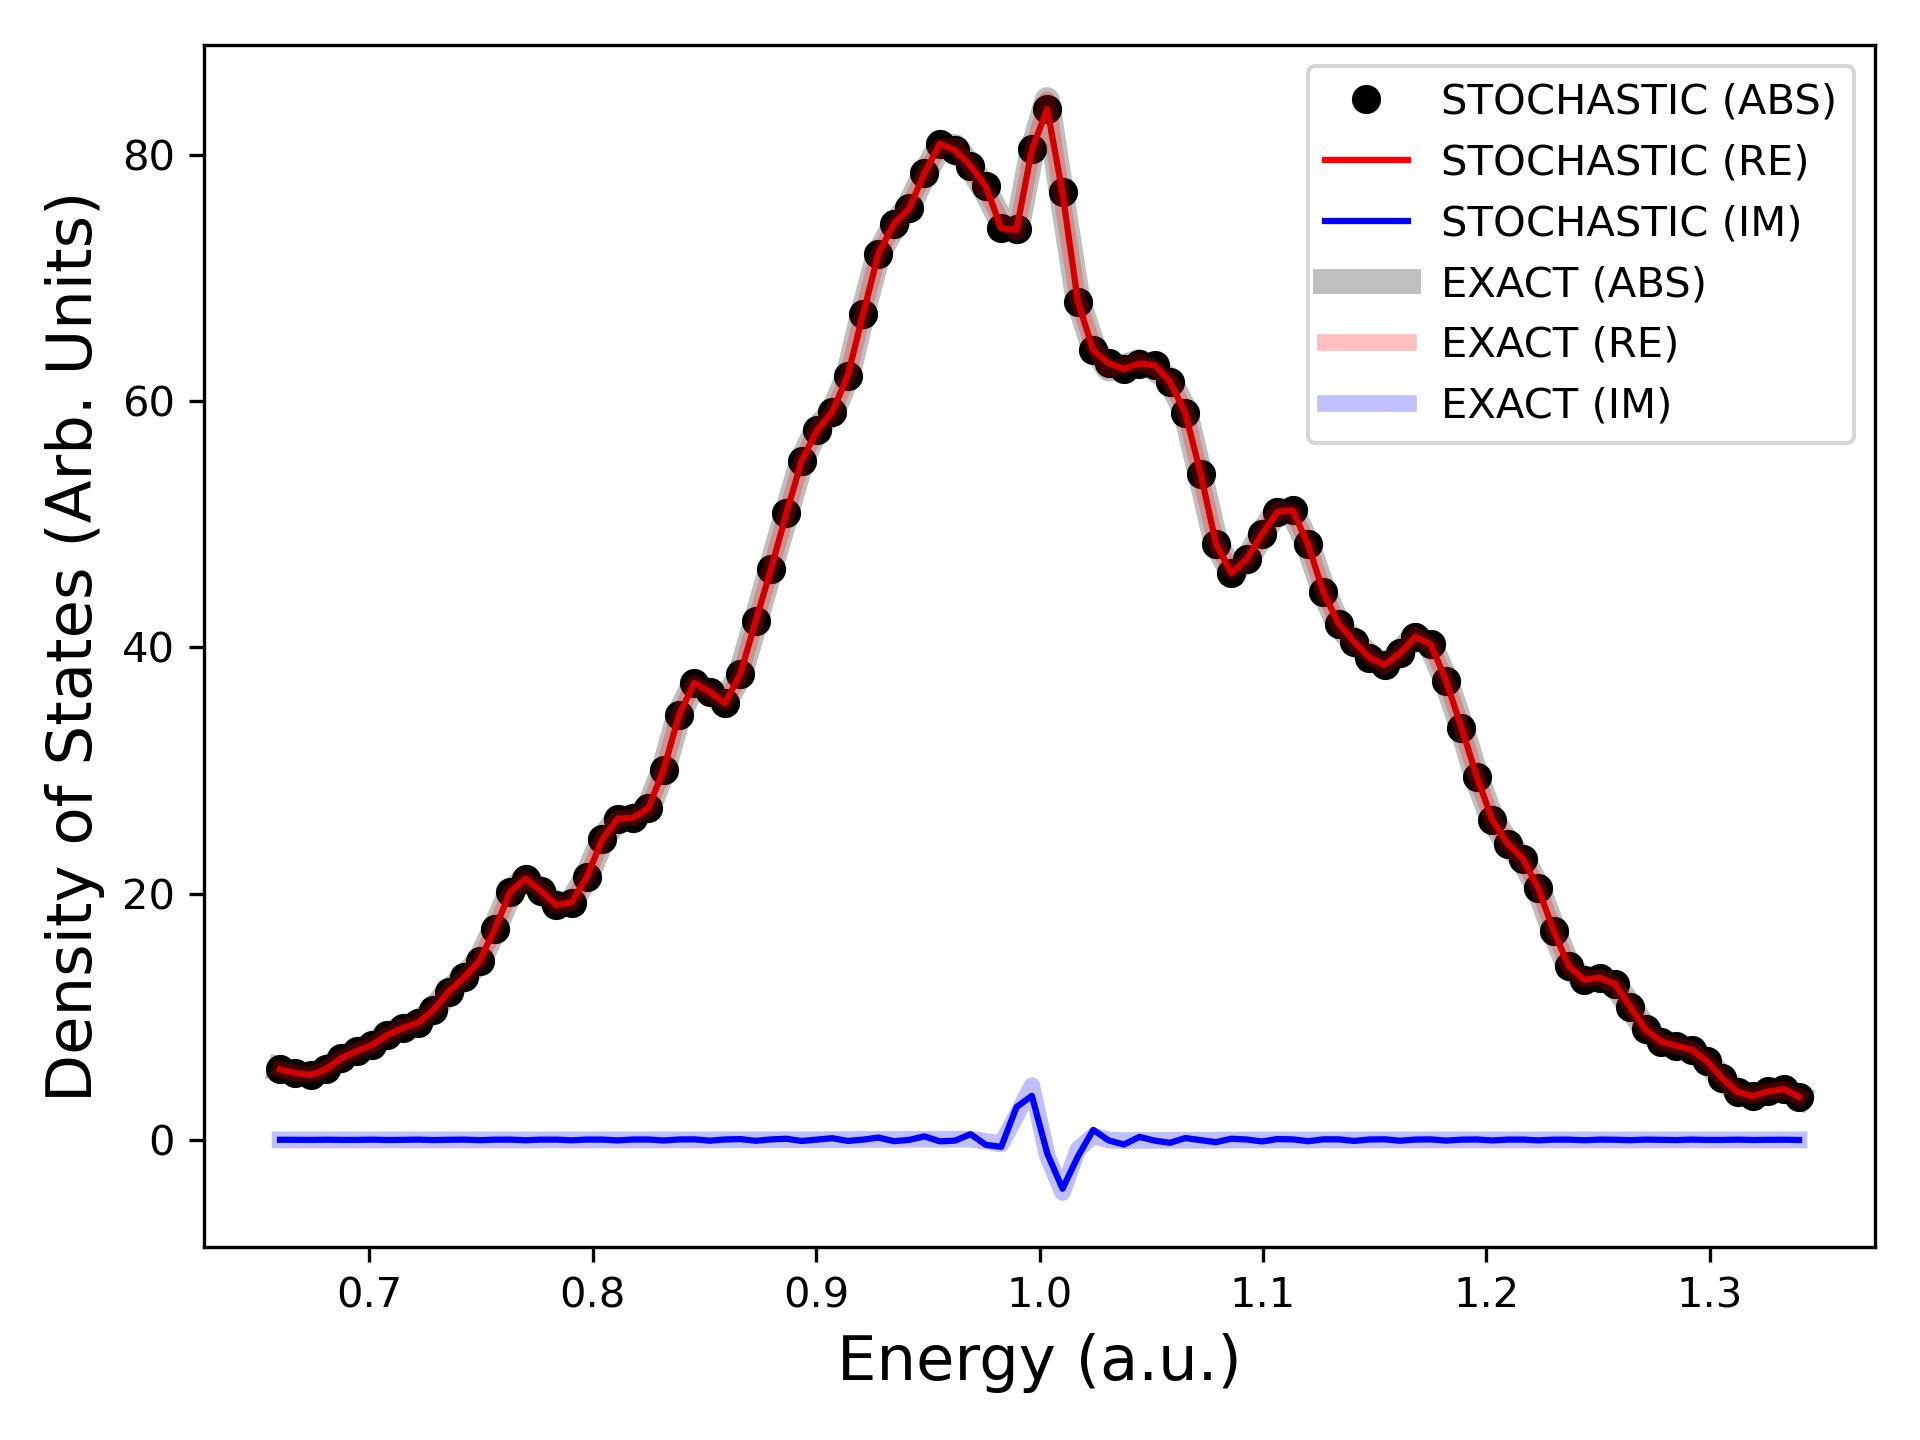 STOCHASTIC (ABS)
STOCHASTIC (RE)
STOCHASTIC (IM)
EXACT (ABS)
EXACT (RE)
EXACT (IM)
Density of States (Arb. Units)
80
60
40
20
0
0.7 0.8 0.9 1.0 1.1 1.2 1.3
Energy (a.u.)